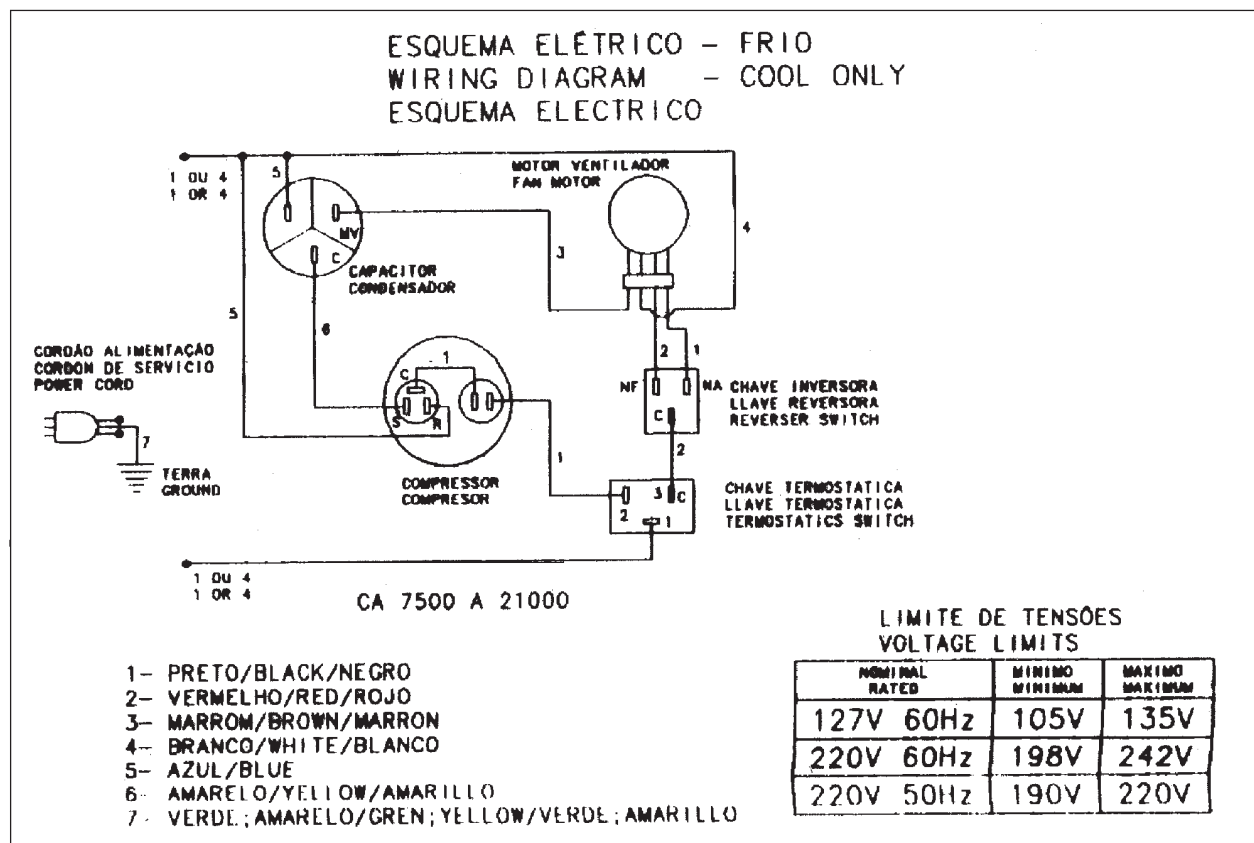 ESQUEMA ELÉTRICO - FRIO
WIRING DIAGRAM - COOL ONLY
ESQUEMA ELECTRICO
1 OU 4
1 OR 4
5
MV
C
CAPACITOR
CONDENSADOR
MOTOR VENTILADOR
FAN MOTOR
3
4
5
6
CORDÃO ALIMENTAÇÃO
CORDON DE SERVICIO
POWER CORD
7
TERRA
GROUND
1
C
S
R
COMPRESSOR
COMPRESOR
1
2
1
NF
NA
C
CHAVE INVERSORA
LLAVE REVERSORA
REVERSER SWITCH
2
2
3
C
1
CHAVE TERMOSTATICA
LLAVE TERMOSTATICA
TERMOSTATICS SWITCH
1 OU 4
1 OR 4
CA 7500 A 21000
1- PRETO/BLACK/NEGRO
2- VERMELHO/RED/ROJO
3- MARROM/BROWN/MARRON
4- BRANCO/WHITE/BLANCO
5- AZUL/BLUE
6- AMARELO/YELLOW/AMARILLO
7- VERDE;AMARELO/GREN;YELLOW/VERDE;AMARILLO
LIMITE DE TENSÕES
VOLTAGE LIMITS
NOMINAL RATED MINIMO MINIMUM MAXIMO MAXIMUM
127V 60Hz 105V 135V
220V 60Hz 198V 242V
220V 50Hz 190V 220V